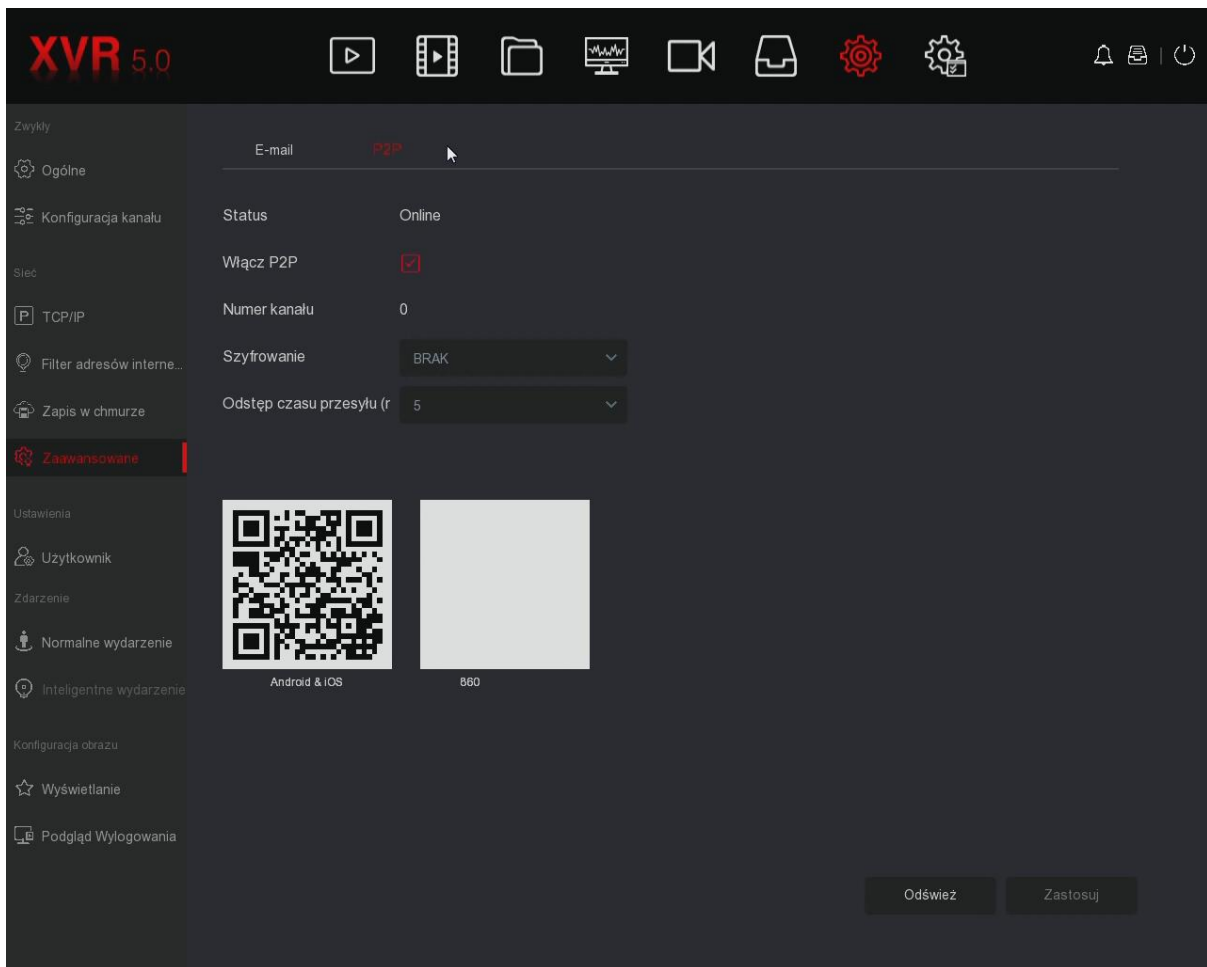 XVR 5.0
Zwykły
Ogólne
Konfiguracja kanału
Sieć
P TCP/IP
Filter adresów interne...
Zapis w chmurze
Zaawansowane
Ustawienia
Użytkownik
Zdarzenie
Normalne wydarzenie
Inteligentne wydarzenie
Konfiguracja obrazu
Wyświetlanie
Podgląd Wylogowania
E-mail P2P
Status Online
Włącz P2P
Numer kanału 0
Szyfrowanie BRAK
Odstęp czasu przesyłu (r 5
Android & iOS 860
Odśwież Zastosuj